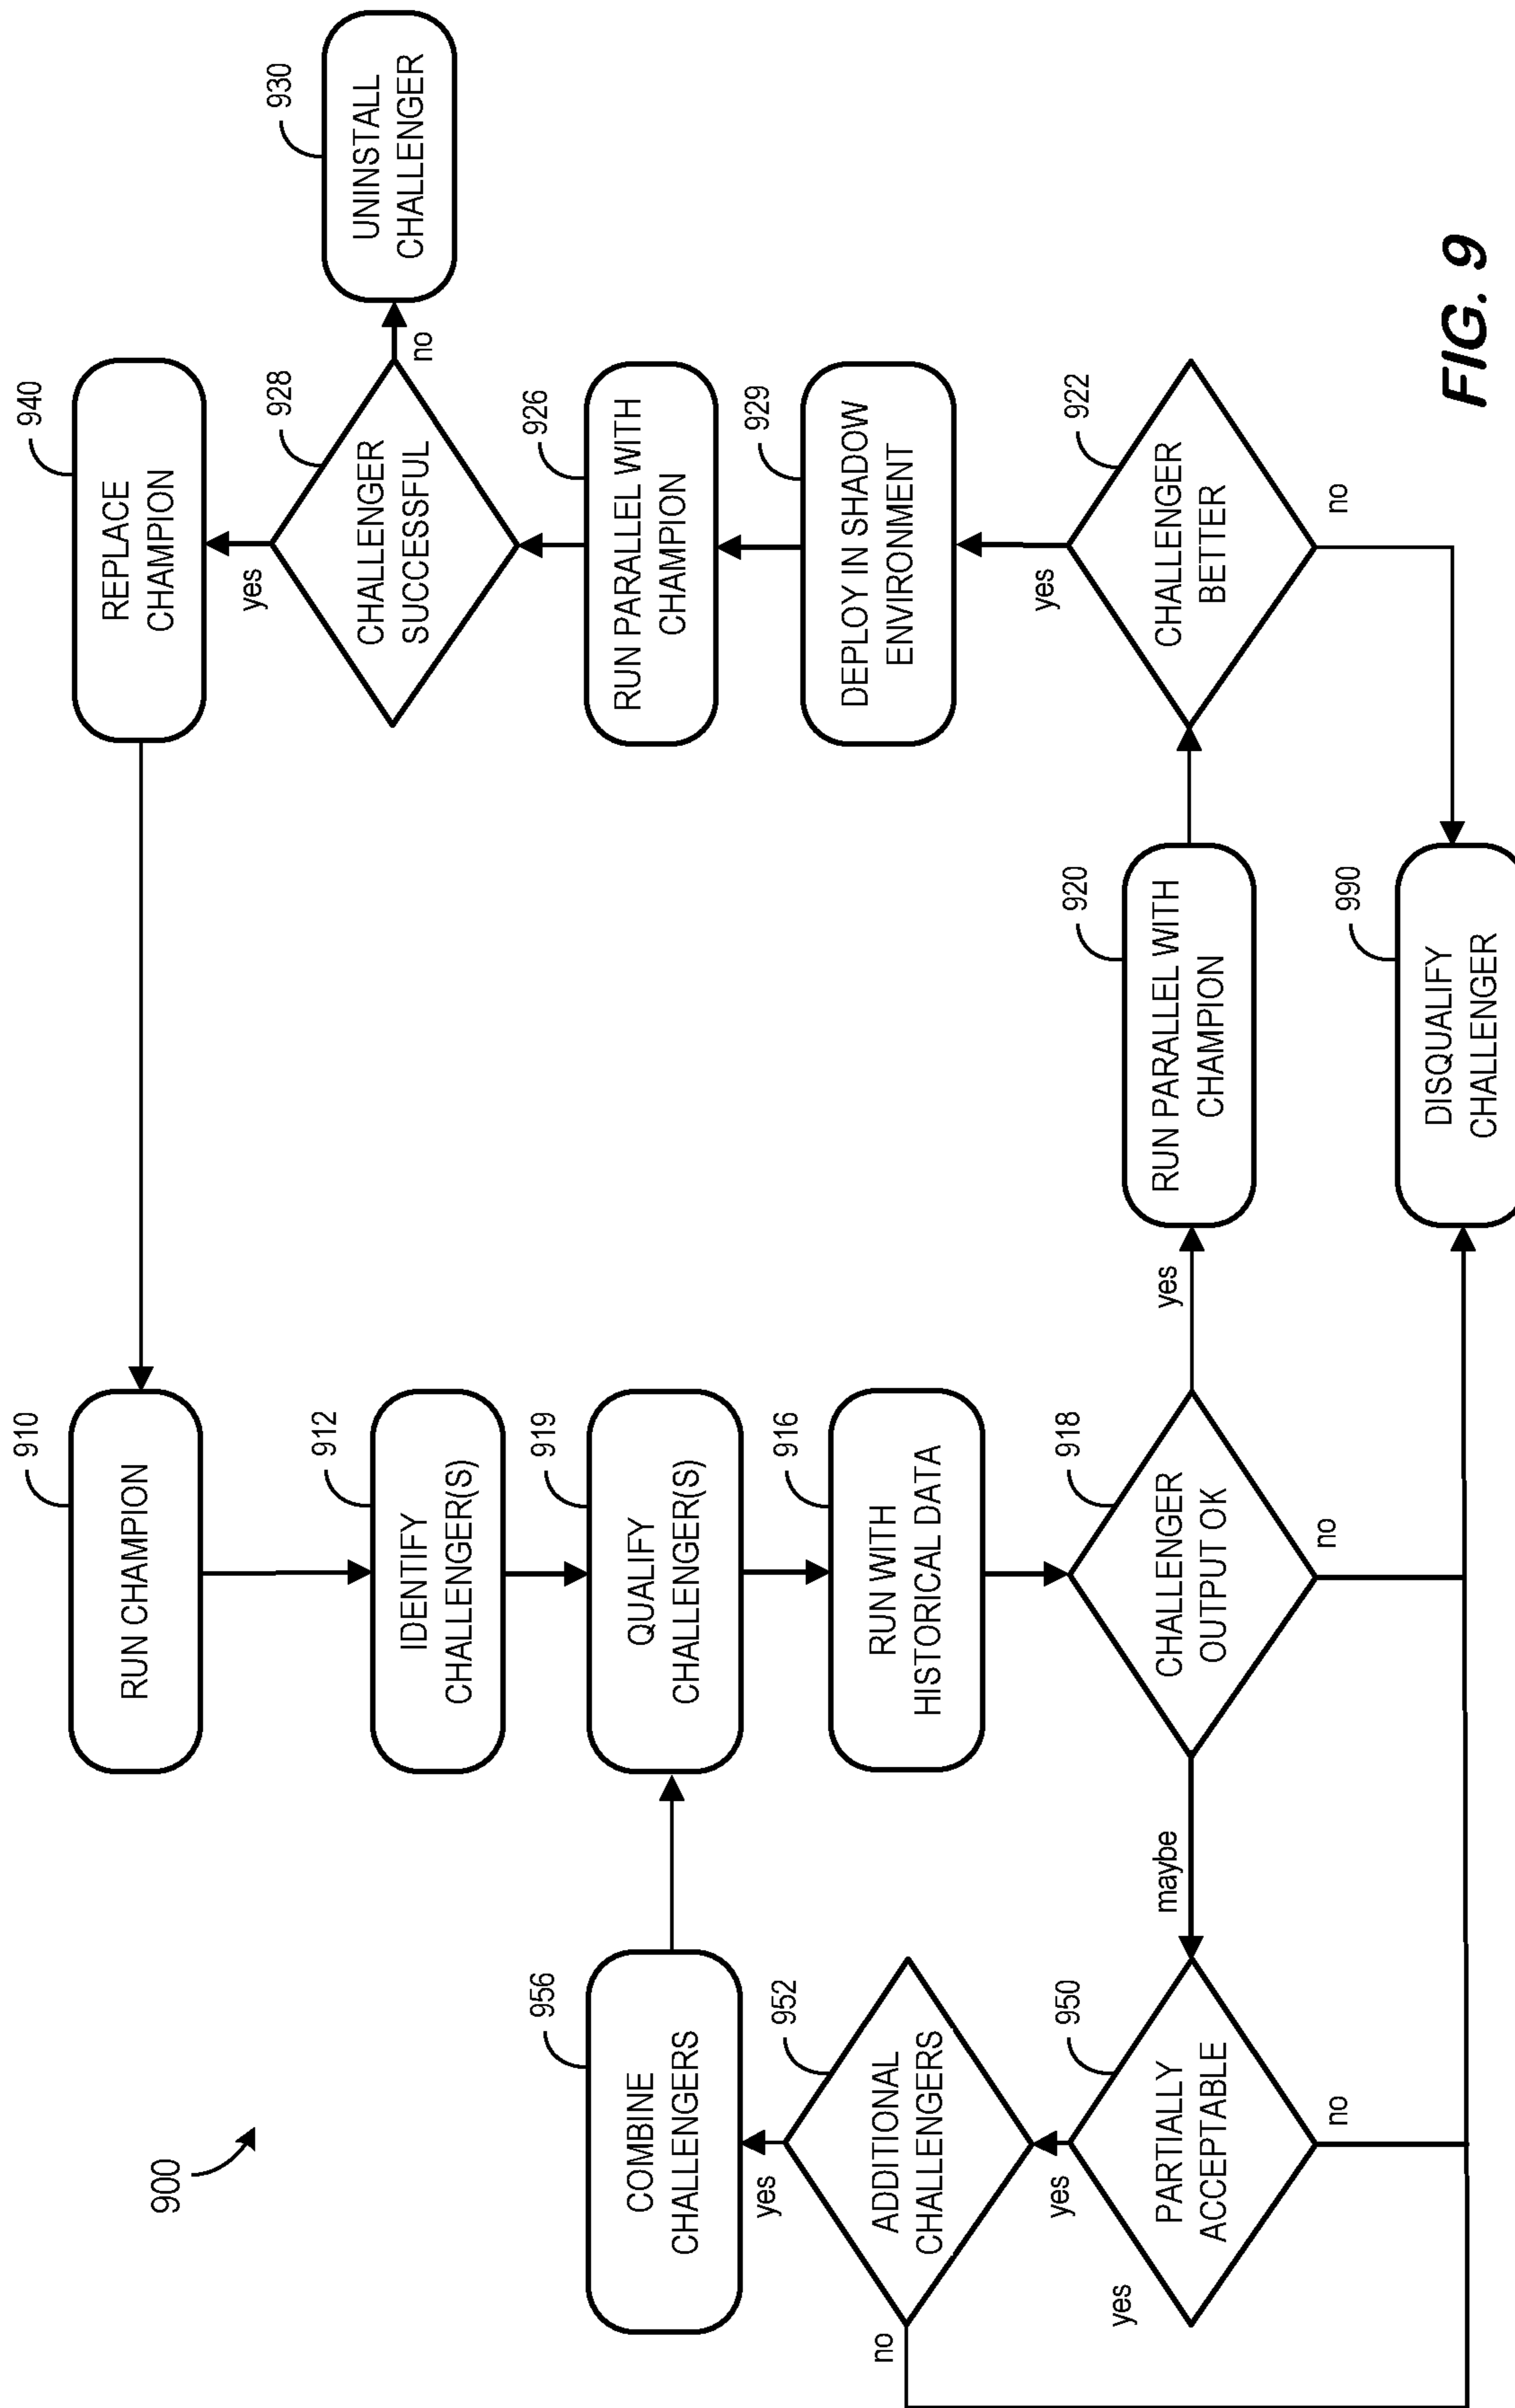 900
910
RUN CHAMPION
912
IDENTIFY
CHALLENGER(S)
919
QUALIFY
CHALLENGER(S)
916
RUN WITH
HISTORICAL DATA
918
CHALLENGER
OUTPUT OK
yes
no
maybe
950
PARTIALLY
ACCEPTABLE
yes
yes
no
952
ADDITIONAL
CHALLENGERS
yes
no
956
COMBINE
CHALLENGERS
920
RUN PARALLEL WITH
CHAMPION
990
DISQUALIFY
CHALLENGER
922
CHALLENGER
BETTER
yes
no
929
DEPLOY IN SHADOW
ENVIRONMENT
926
RUN PARALLEL WITH
CHAMPION
928
CHALLENGER
SUCCESSFUL
yes
no
930
UNINSTALL
CHALLENGER
940
REPLACE
CHAMPION
FIG. 9